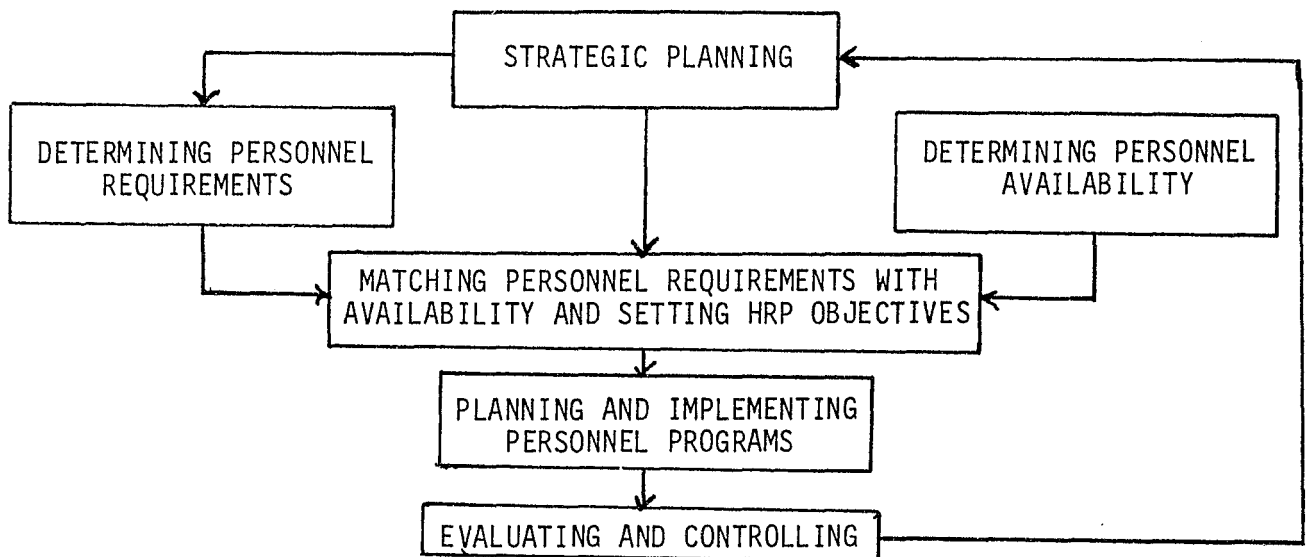 STRATEGIC PLANNING
DETERMINING PERSONNEL
REQUIREMENTS
DETERMINING PERSONNEL
AVAILABILITY
MATCHING PERSONNEL REQUIREMENTS WITH
AVAILABILITY AND SETTING HRP OBJECTIVES
PLANNING AND IMPLEMENTING
PERSONNEL PROGRAMS
EVALUATING AND CONTROLLING